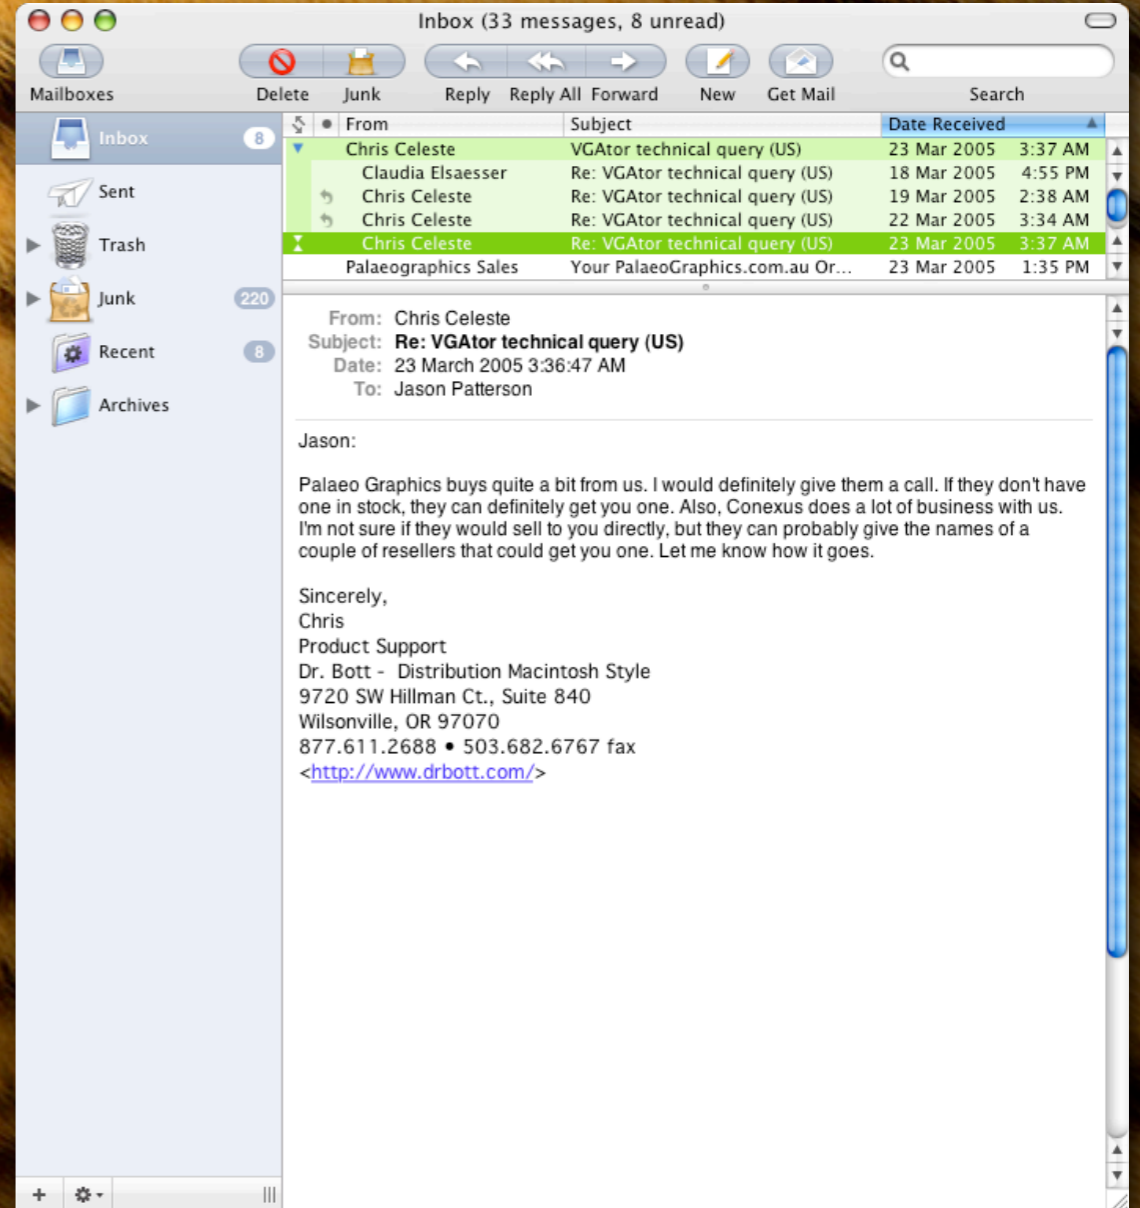 Inbox (33 messages, 8 unread)
Mailboxes Delete Junk Reply Reply All Forward New Get Mail Search
Inbox 8
Sent
Trash
Junk 220
Recent 8
Archives
From Subject Date Received
Chris Celeste VGAtor technical query (US) 23 Mar 2005 3:37 AM
Claudia Elsaesser Re: VGAtor technical query (US) 18 Mar 2005 4:55 PM
Chris Celeste Re: VGAtor technical query (US) 19 Mar 2005 2:38 AM
Chris Celeste Re: VGAtor technical query (US) 22 Mar 2005 3:34 AM
Chris Celeste Re: VGAtor technical query (US) 23 Mar 2005 3:37 AM
Palaeographics Sales Your PalaeoGraphics.com.au Or... 23 Mar 2005 1:35 PM
From: Chris Celeste
Subject: Re: VGAtor technical query (US)
Date: 23 March 2005 3:36:47 AM
To: Jason Patterson
Jason:
Palaeo Graphics buys quite a bit from us. I would definitely give them a call. If they don't have
one in stock, they can definitely get you one. Also, Conexus does a lot of business with us.
I'm not sure if they would sell to you directly, but they can probably give the names of a
couple of resellers that could get you one. Let me know how it goes.
Sincerely,
Chris
Product Support
Dr. Bott - Distribution Macintosh Style
9720 SW Hillman Ct., Suite 840
Wilsonville, OR 97070
877.611.2688 • 503.682.6767 fax
<http://www.drbott.com/>